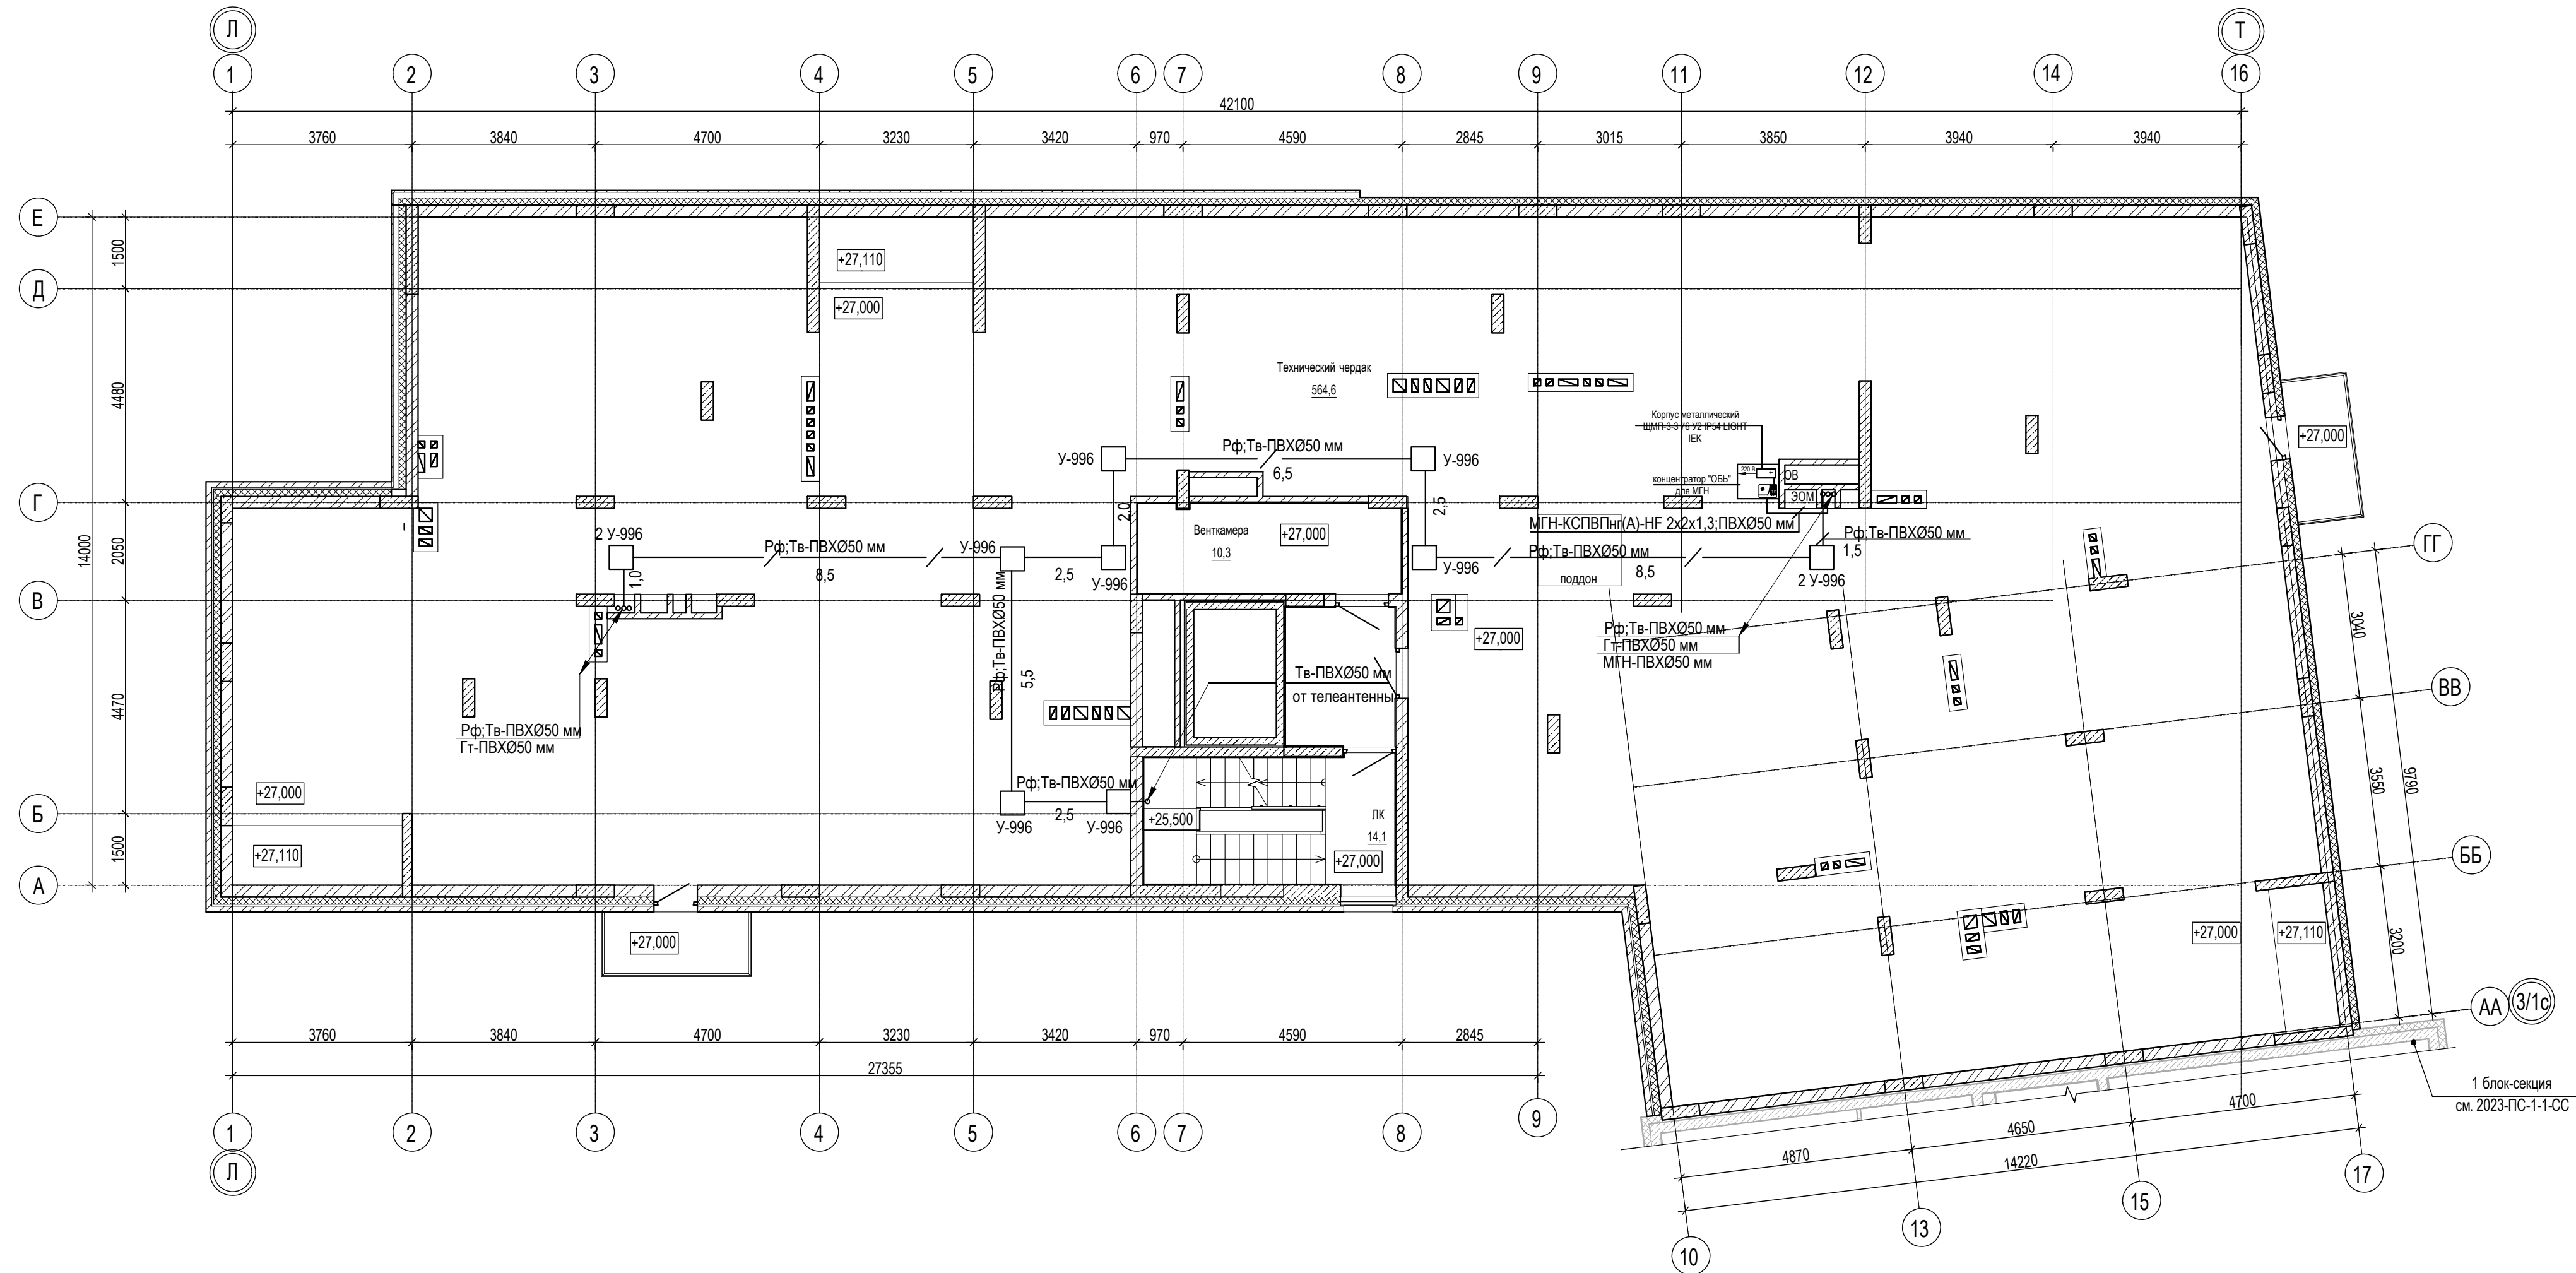 Л
Т
1
2
3
4
5
6
7
8
9
11
12
14
16
42100
3760
3840
4700
3230
3420
970
4590
2845
3015
3850
3940
3940
Е
Д
Г
В
Б
А
1500
4480
2050
4470
1500
14000
+27,110
+27,000
Технический чердак
564,6
Корпус металлический
ЩМП-3-3 76 У2 IP54 LIGHT
IEK
+27,000
У-996
Рф;Тв-ПВХØ50 мм
6,5
У-996
220 В
- +
ОВ
концентратор "ОБЬ"
для МГН
ЭОМ
2,0
2,5
Венткамера
10,3
+27,000
МГН-КСПВПнг(А)-HF 2х2х1,3;ПВХØ50 мм
2 У-996
Рф;Тв-ПВХØ50 мм
8,5
У-996
2,5
У-996
У-996
Рф;Тв-ПВХØ50 мм
8,5
поддон
Рф;Тв-ПВХØ50 мм
1,5
2 У-996
1,0
Рф;Тв-ПВХØ50 мм
5,5
+27,000
Рф;Тв-ПВХØ50 мм
Гт-ПВХØ50 мм
МГН-ПВХØ50 мм
Тв-ПВХØ50 мм
от телеантенны
Рф;Тв-ПВХØ50 мм
Гт-ПВХØ50 мм
+27,000
+27,110
Рф;Тв-ПВХØ50 мм
2,5
У-996
У-996
+25,500
ЛК
14,1
+27,000
+27,000
+27,000
+27,110
ГГ
ВВ
ББ
АА
3/1с
3040
3550
3200
9790
3760
3840
4700
3230
3420
970
4590
2845
27355
1
2
3
4
5
6
7
8
9
Л
1 блок-секция
см. 2023-ПС-1-1-СС
4870
4650
4700
14220
10
13
15
17